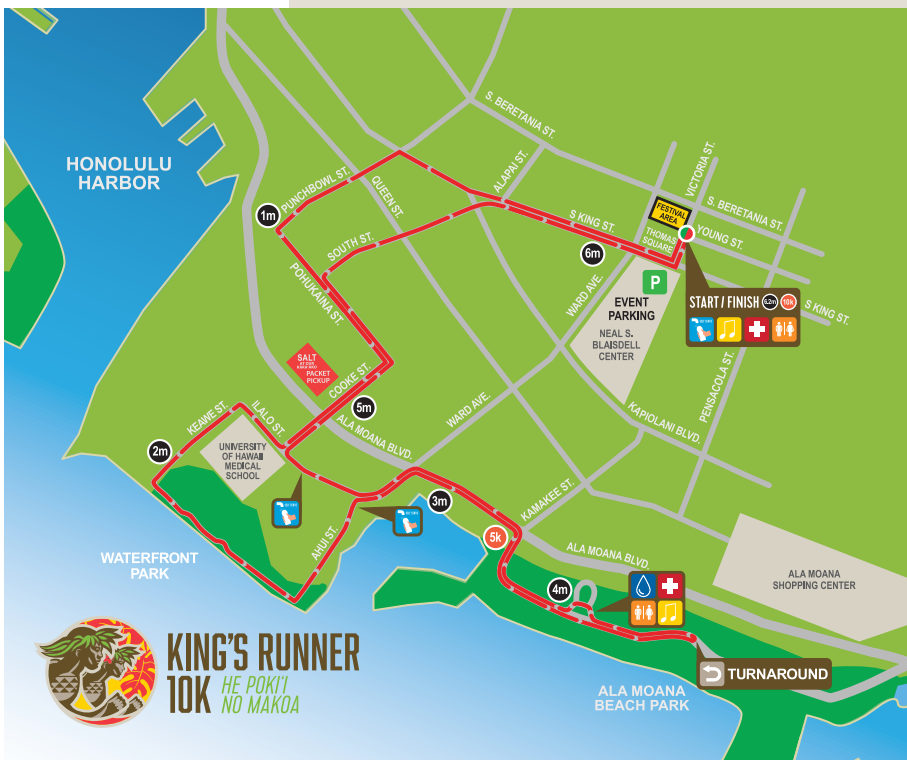 S. BERETANIA ST.
HONOLULU
HARBOR
VICTORIA ST.
ALAPAI ST.
PUNCHBOWL ST.
QUEEN ST.
S. BERETANIA ST.
FESTIVAL
AREA
1m
S KING ST.
THOMAS
SQUARE
YOUNG ST.
SOUTH ST.
6m
POHUKAINA ST.
P
WARD AVE.
EVENT
PARKING
START / FINISH 6.2m 10k
S KING ST.
NEAL S.
BLAISDELL
CENTER
SALT
PACKET
PICKUP
COOKE ST.
PENSACOLA ST.
5m
KEAWE ST.
ILALO ST.
ALA MOANA BLVD.
WARD AVE.
KAPIOLANI BLVD.
2m
UNIVERSITY
OF HAWAII
MEDICAL
SCHOOL
3m
KAMAKEE ST.
AHUI ST.
5k
WATERFRONT
PARK
ALA MOANA BLVD.
ALA MOANA
SHOPPING CENTER
4m
KING'S RUNNER
10K HE POKI'I
NO MAKOA
TURNAROUND
ALA MOANA
BEACH PARK